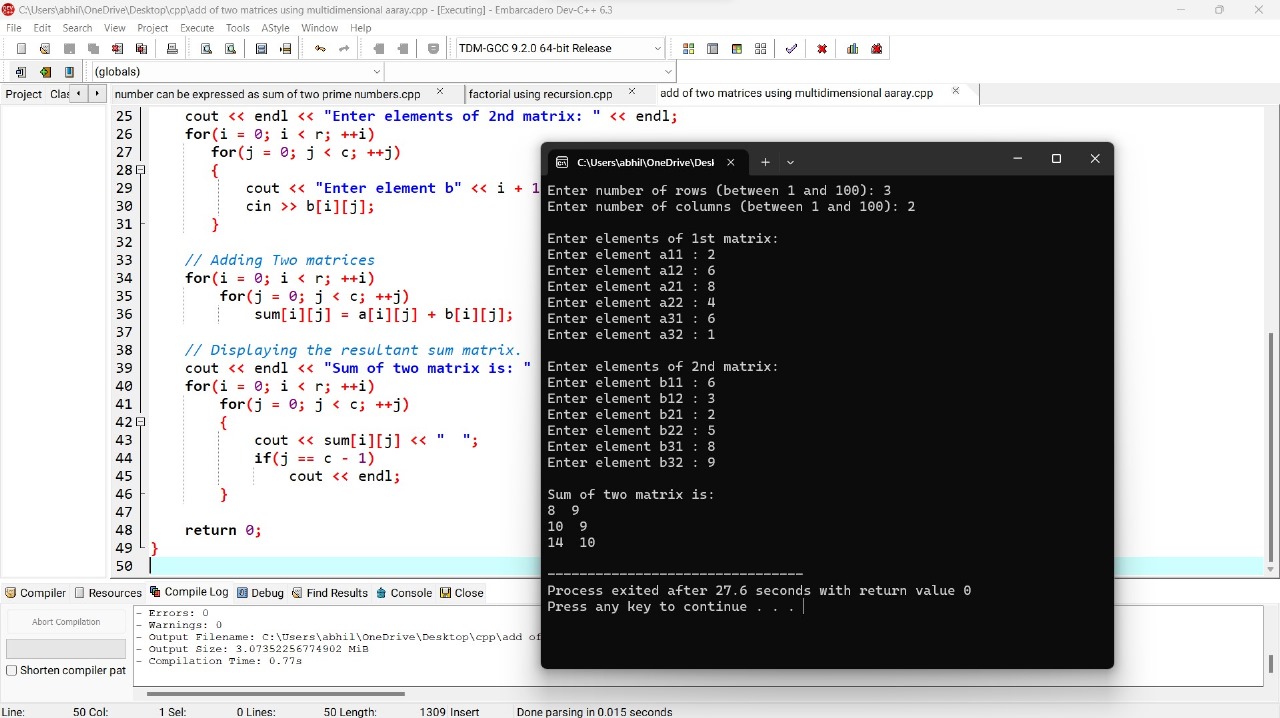 C:\Users\abhil\OneDrive\Desktop\cpp\add of two matrices using multidimensional aaray.cpp - [Executing] - Embarcadero Dev-C++ 6.3
File Edit Search View Project Execute Tools AStyle Window Help
TDM-GCC 9.2.0 64-bit Release
(globals)
Project Clas number can be expressed as sum of two prime numbers.cpp factorial using recursion.cpp add of two matrices using multidimensional aaray.cpp
25 cout << endl << "Enter elements of 2nd matrix: " << endl;
26 for(i = 0; i < r; ++i)
27 for(j = 0; j < c; ++j)
28 {
29 cout << "Enter element b" << i + 1
30 cin >> b[i][j];
31 }
32
33 // Adding Two matrices
34 for(i = 0; i < r; ++i)
35 for(j = 0; j < c; ++j)
36 sum[i][j] = a[i][j] + b[i][j];
37
38 // Displaying the resultant sum matrix.
39 cout << endl << "Sum of two matrix is: "
40 for(i = 0; i < r; ++i)
41 for(j = 0; j < c; ++j)
42 {
43 cout << sum[i][j] << "  ";
44 if(j == c - 1)
45 cout << endl;
46 }
47
48 return 0;
49 }
50
C:\Users\abhil\OneDrive\Desl
Enter number of rows (between 1 and 100): 3
Enter number of columns (between 1 and 100): 2
Enter elements of 1st matrix:
Enter element a11 : 2
Enter element a12 : 6
Enter element a21 : 8
Enter element a22 : 4
Enter element a31 : 6
Enter element a32 : 1
Enter elements of 2nd matrix:
Enter element b11 : 6
Enter element b12 : 3
Enter element b21 : 2
Enter element b22 : 5
Enter element b31 : 8
Enter element b32 : 9
Sum of two matrix is:
8  9
10  9
14  10
--------------------------------
Process exited after 27.6 seconds with return value 0
Press any key to continue . . .
Compiler Resources Compile Log Debug Find Results Console Close
Abort Compilation
Shorten compiler pat
- Errors: 0
- Warnings: 0
- Output Filename: C:\Users\abhil\OneDrive\Desktop\cpp\add of
- Output Size: 3.07352256774902 MiB
- Compilation Time: 0.77s
Line: 50 Col: 1 Sel: 0 Lines: 50 Length: 1309 Insert Done parsing in 0.015 seconds